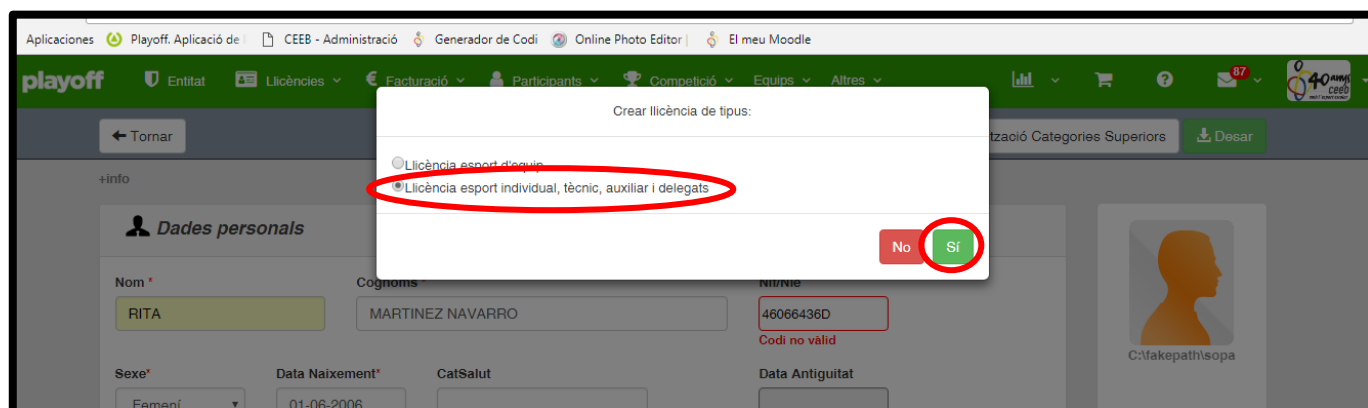 Aplicaciones Playoff. Aplicació de CEEB - Administració Generador de Codi Online Photo Editor | El meu Moodle
playoff Entitat Llicències € Facturació Participants Competició Equips Altres ? 87 40 anys ceeb
Crear llicència de tipus:
Tornar tzació Categories Superiors Desar
Llicència esport d'equip
+info
Llicència esport individual, tècnic, auxiliar i delegats
Dades personals
No Sí
Nom * Cognoms * Nif/Nie
RITA MARTINEZ NAVARRO 46066436D
Codi no vàlid
C:\fakepath\sopa
Sexe* Data Naixement* CatSalut Data Antiguitat
Femení 01-06-2006